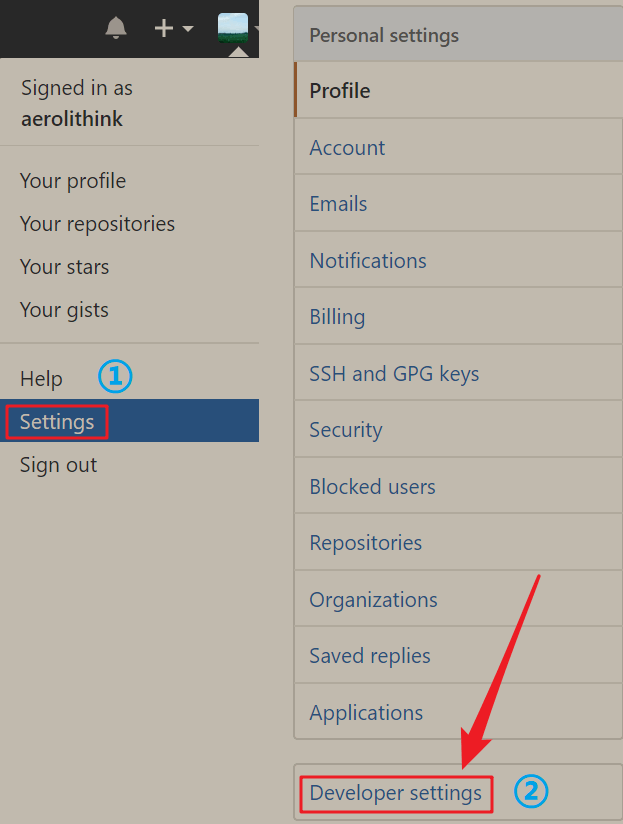 Signed in as
aerolithink
Your profile
Your repositories
Your stars
Your gists
Help
①
Settings
Sign out
Personal settings
Profile
Account
Emails
Notifications
Billing
SSH and GPG keys
Security
Blocked users
Repositories
Organizations
Saved replies
Applications
Developer settings ②